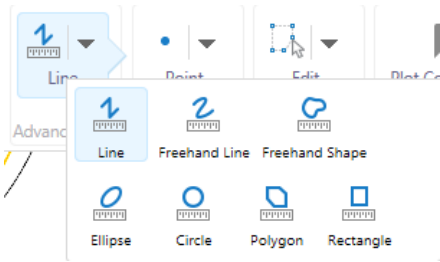 Line Point Edit Plot Co
Advanc
Line Freehand Line Freehand Shape
Ellipse Circle Polygon Rectangle